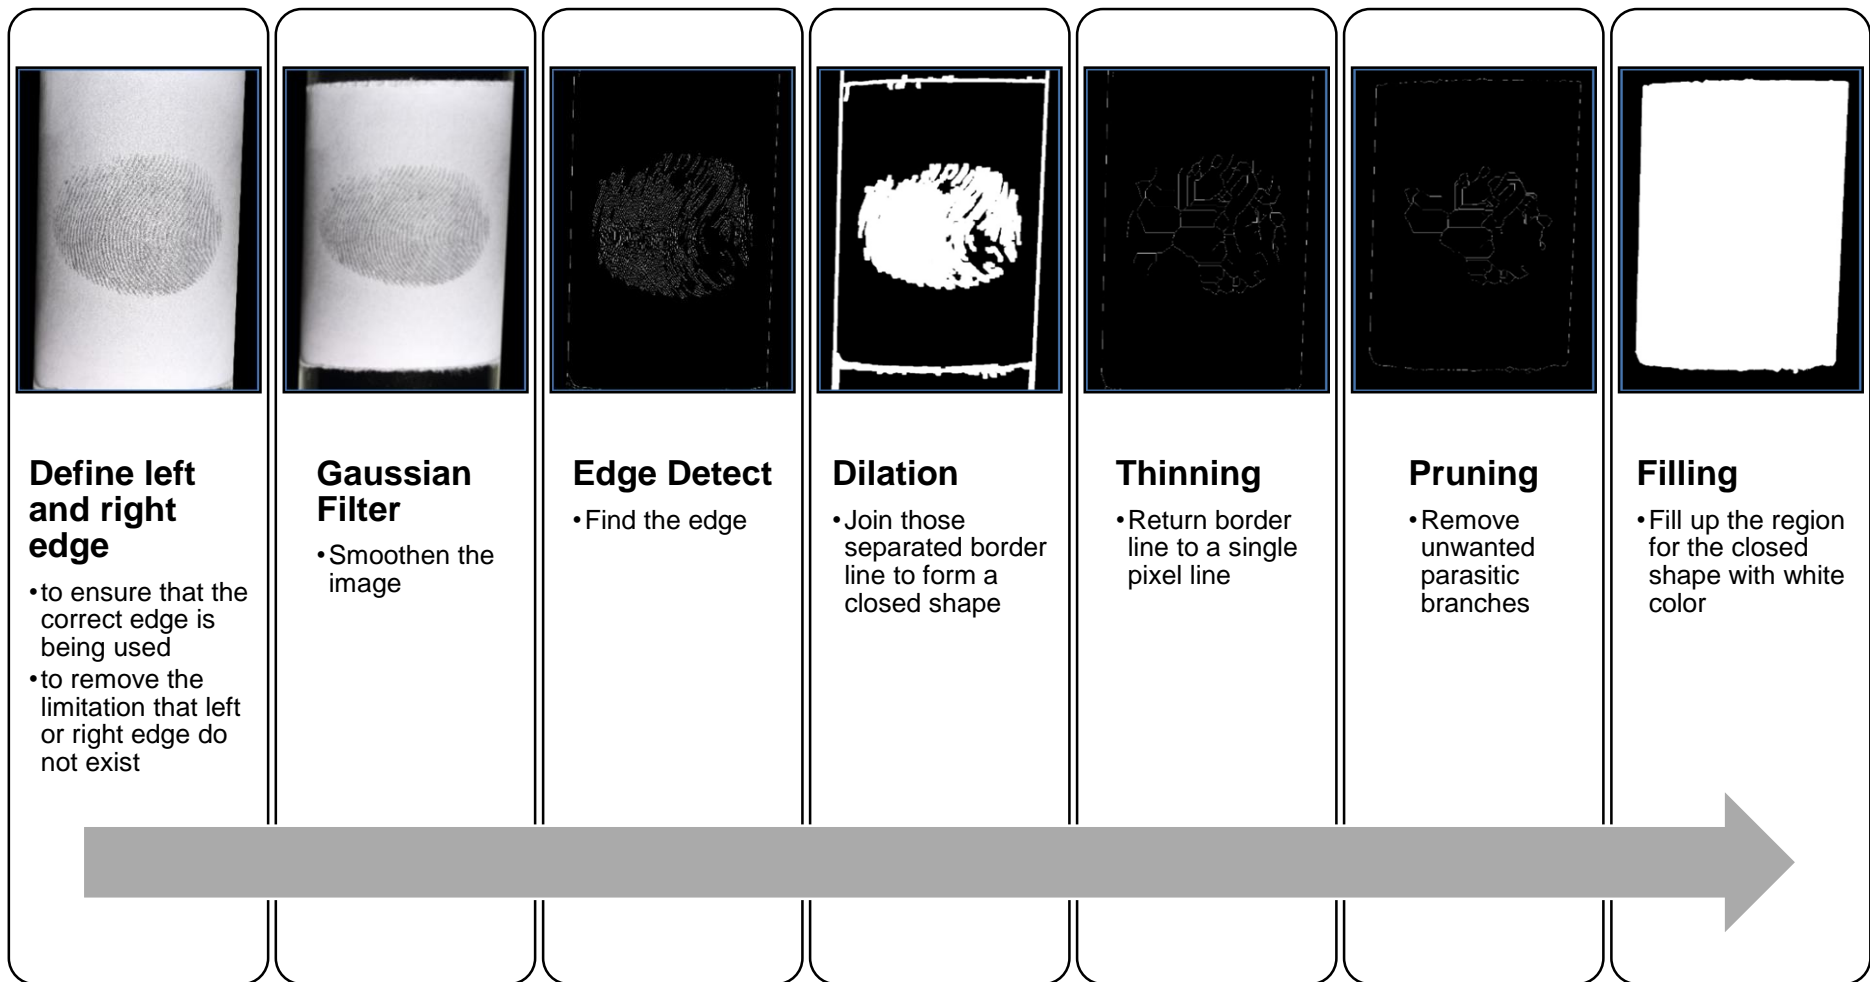 Define left
and right
edge
•to ensure that the
correct edge is
being used
•to remove the
limitation that left
or right edge do
not exist
Gaussian
Filter
•Smoothen the
image
Edge Detect
•Find the edge
Dilation
•Join those
separated border
line to form a
closed shape
Thinning
•Return border
line to a single
pixel line
Pruning
•Remove
unwanted
parasitic
branches
Filling
•Fill up the region
for the closed
shape with white
color